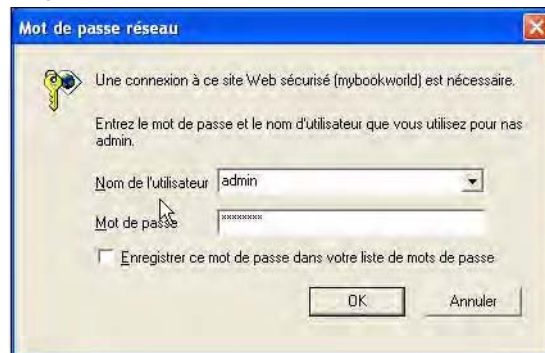 Mot de passe réseau
Une connexion à ce site Web sécurisé (mybookworld) est nécessaire.
Entrez le mot de passe et le nom d'utilisateur que vous utilisez pour nas
admin.
Nom de l'utilisateur admin
Mot de passe xxxxxxxx
Enregistrer ce mot de passe dans votre liste de mots de passe
OK Annuler